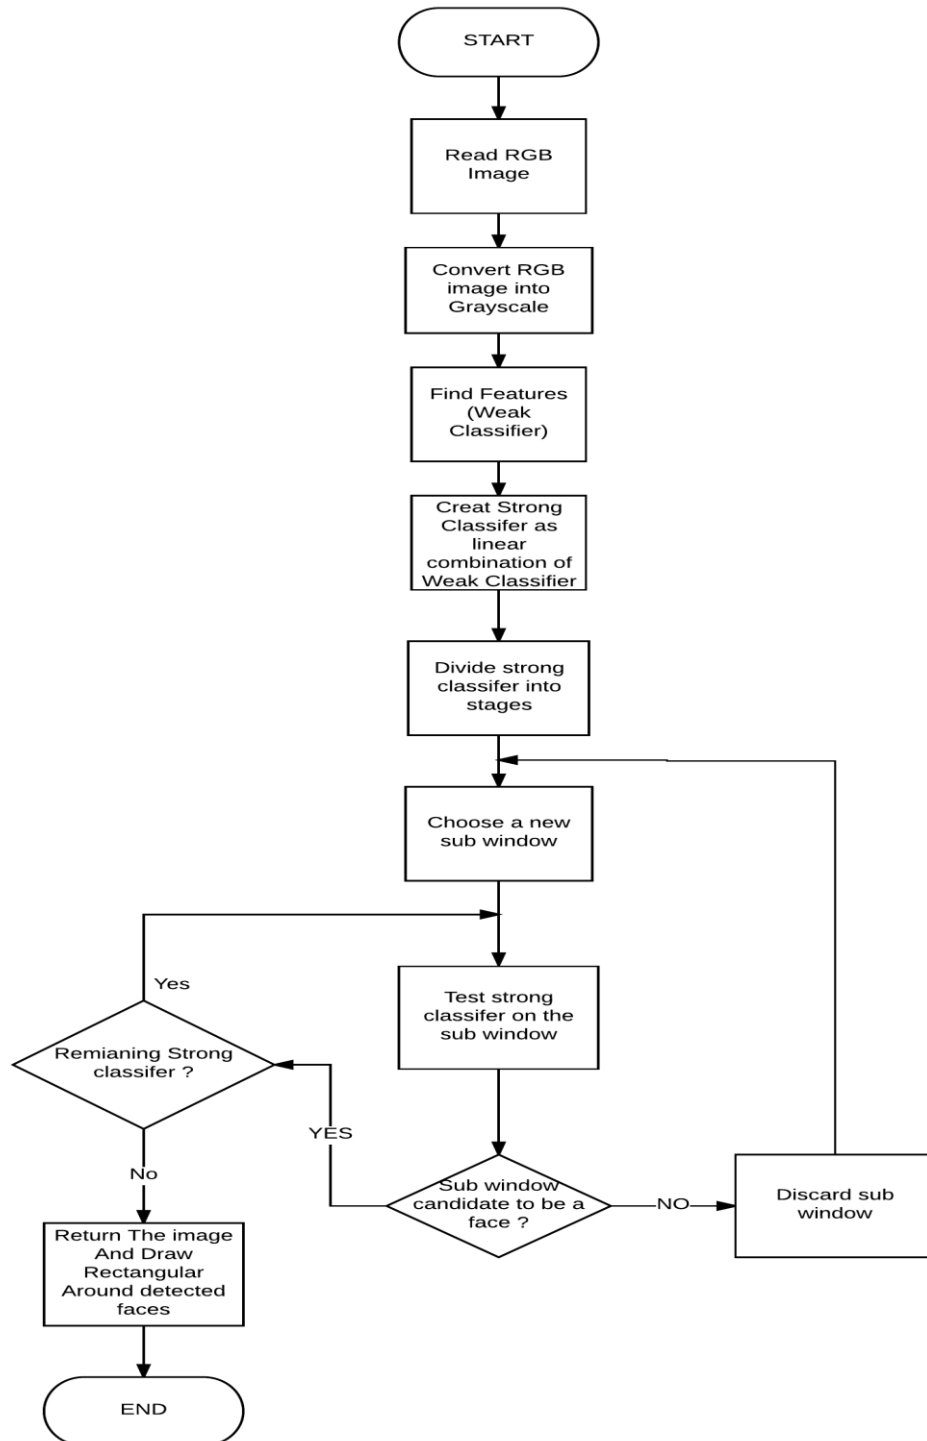 START
Read RGB
Image
Convert RGB
image into
Grayscale
Find Features
(Weak
Classifier)
Creat Strong
Classifer as
linear
combination of
Weak Classifier
Divide strong
classifer into
stages
Choose a new
sub window
Yes
Test strong
classifer on the
sub window
Remianing Strong
classifer ?
YES
No
Sub window
candidate to be a
face ?
NO
Discard sub
window
Return The image
And Draw
Rectangular
Around detected
faces
END